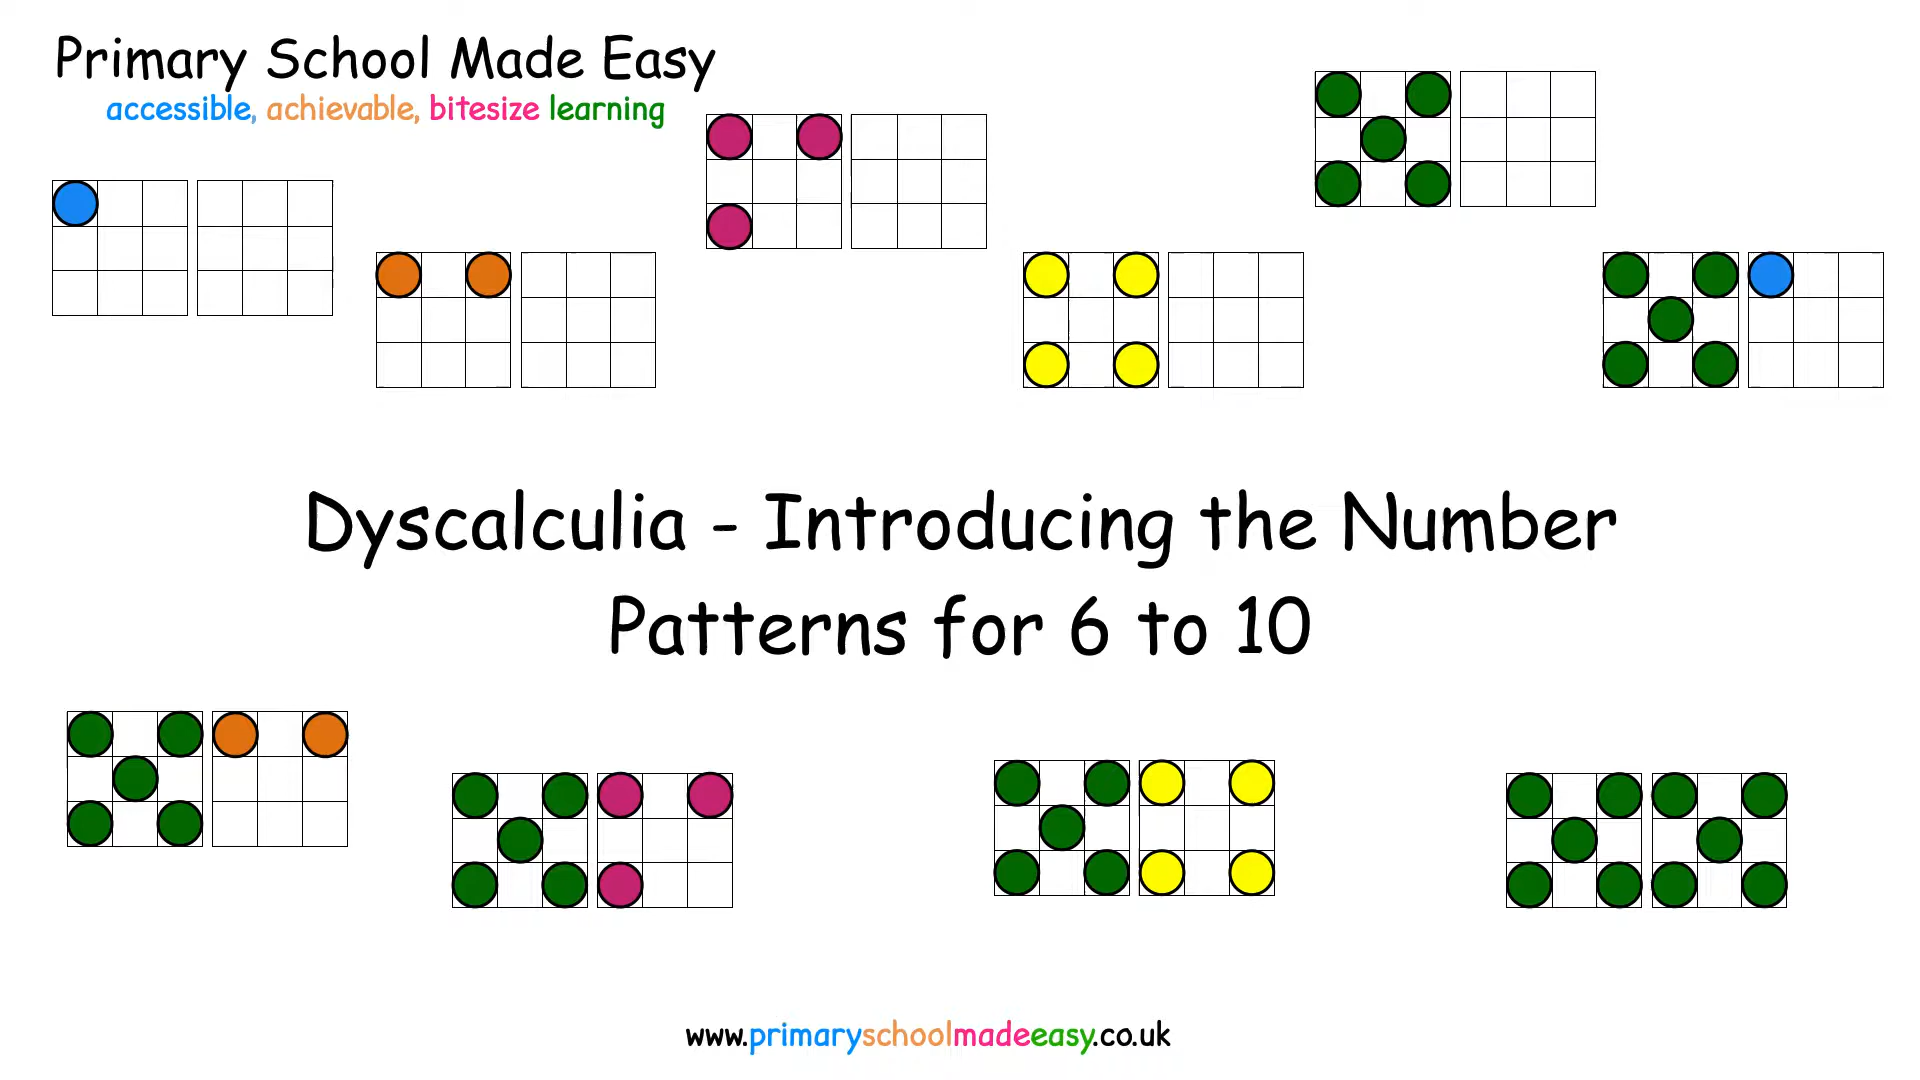 Primary School Made Easy
accessible, achievable, bitesize learning
Dyscalculia - Introducing the Number
Patterns for 6 to 10
www.primaryschoolmadeeasy.co.uk